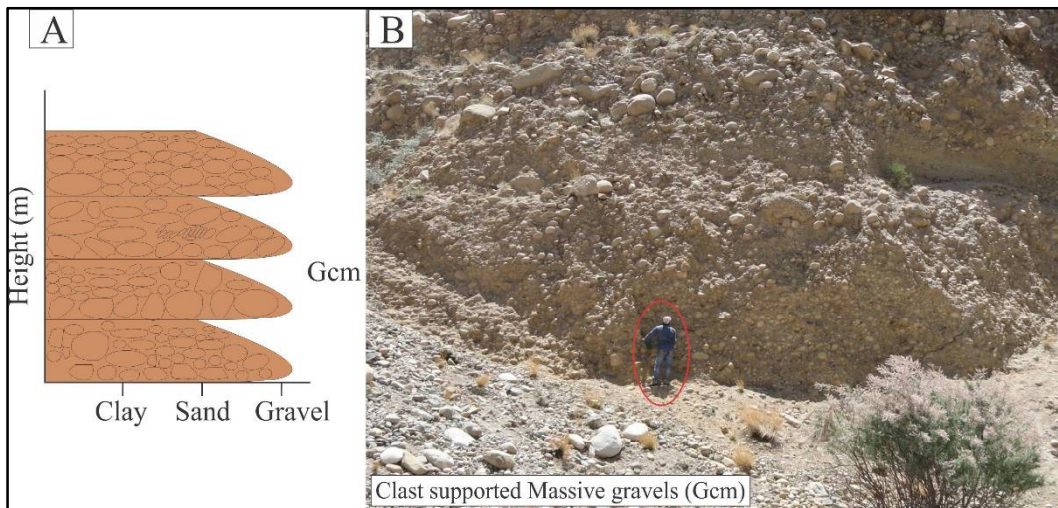 A
B
Height (m)
Gcm
Clay Sand Gravel
Clast supported Massive gravels (Gcm)